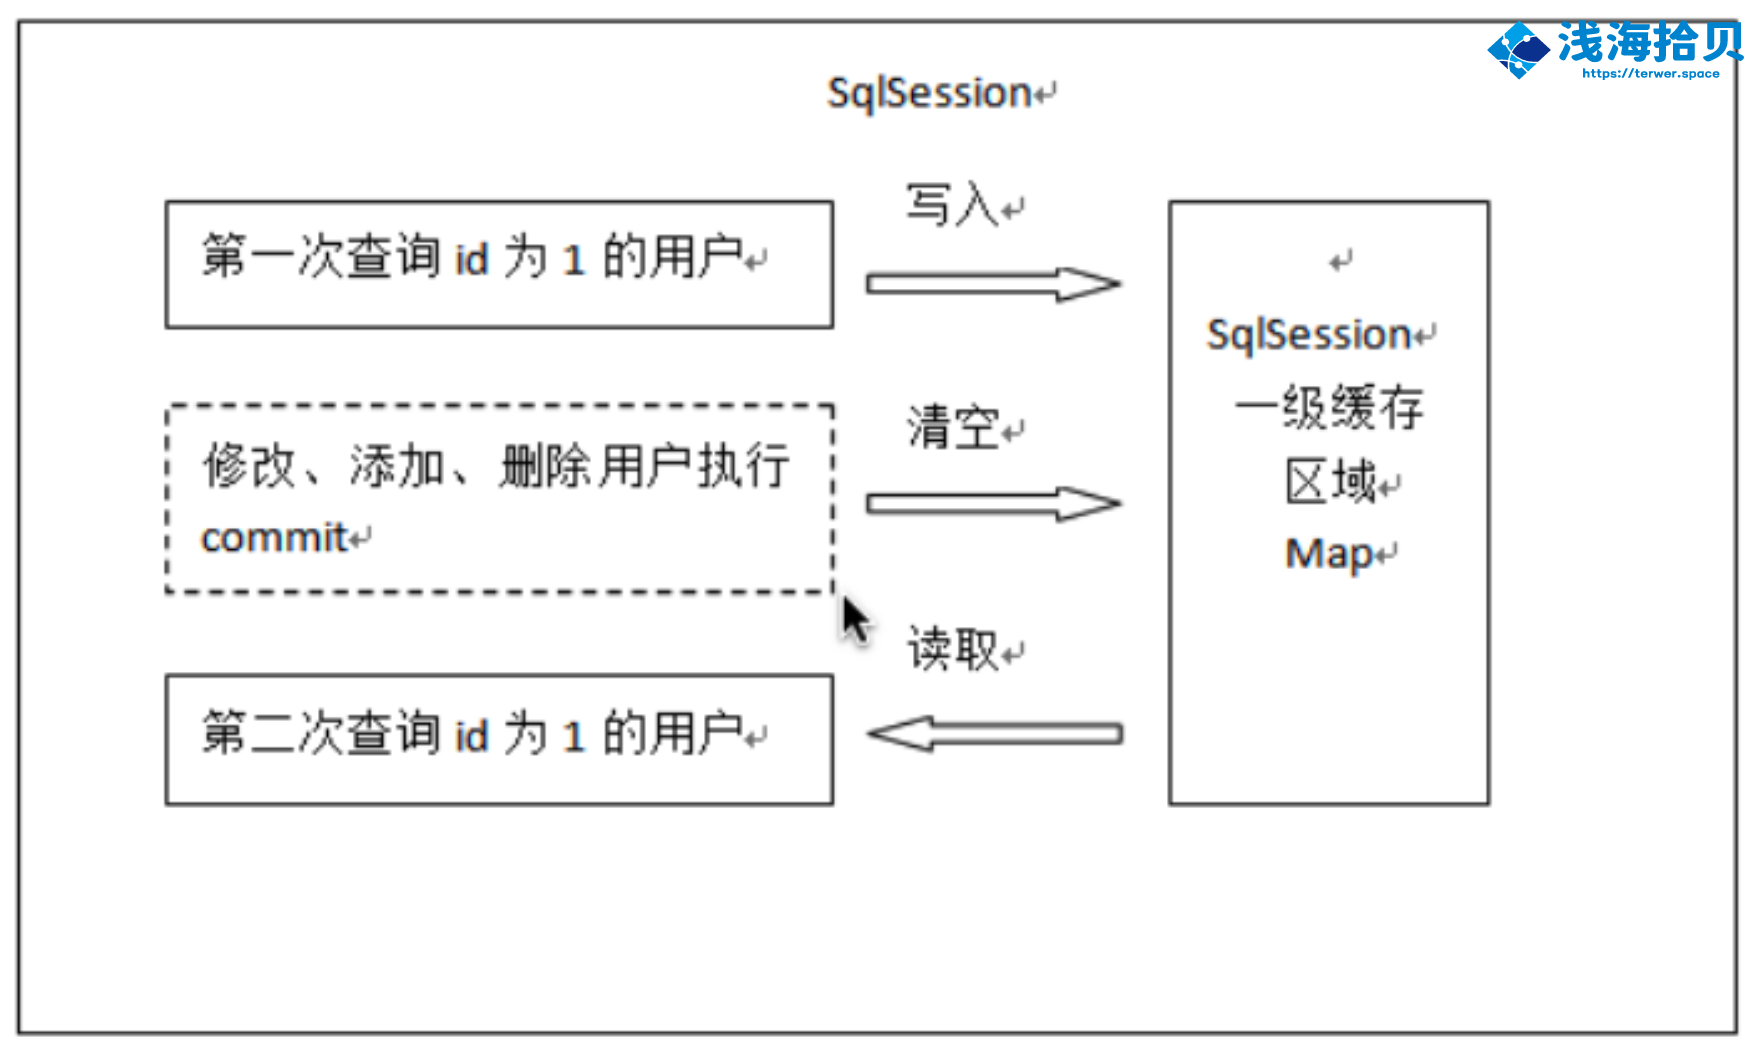 浅海拾贝
https://terwer.space
SqlSession
写入
第一次查询 id 为 1 的用户
SqlSession
一级缓存
区域
Map
清空
修改、添加、删除用户执行
commit
读取
第二次查询 id 为 1 的用户